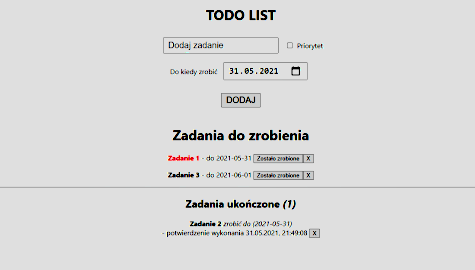 TODO LIST
Dodaj zadanie
Priorytet
Do kiedy zrobić 31.05.2021
DODAJ
Zadania do zrobienia
Zadanie 1 - do 2021-05-31 Zostało zrobione X
Zadanie 3 - do 2021-06-01 Zostało zrobione X
Zadania ukończone (1)
Zadanie 2 zrobić do (2021-05-31)
- potwierdzenie wykonania 31.05.2021, 21:49:08 X